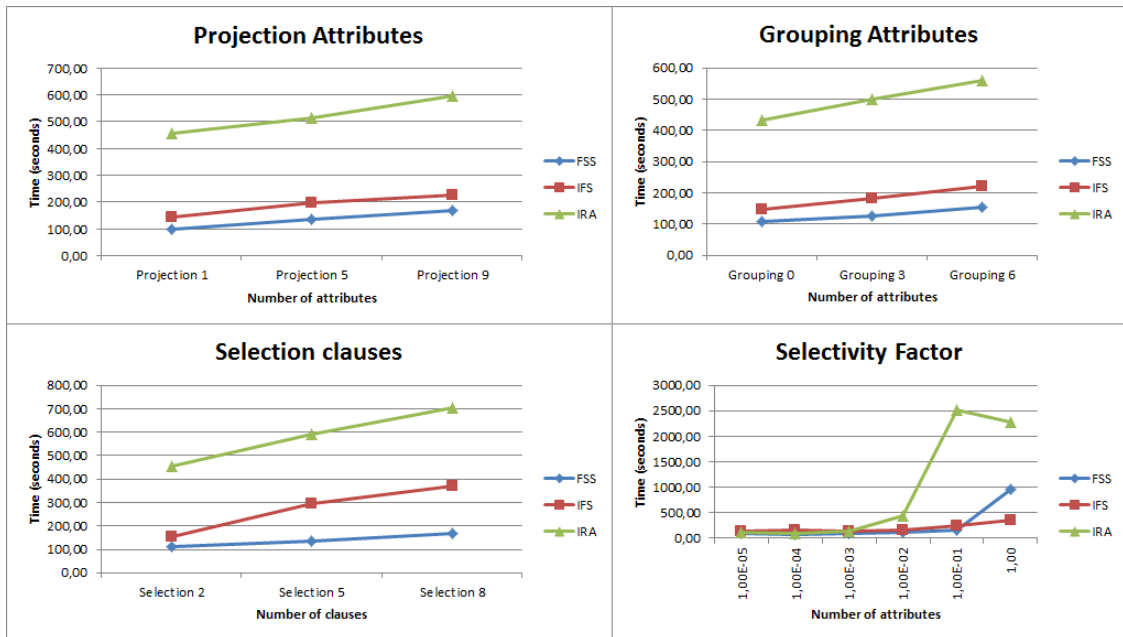 Projection Attributes
700,00
600,00
500,00
400,00
300,00
200,00
100,00
0,00
Time (seconds)
Projection 1
Projection 5
Projection 9
Number of attributes
FSS
IFS
IRA
Grouping Attributes
600,00
500,00
400,00
300,00
200,00
100,00
0,00
Time (seconds)
Grouping 0
Grouping 3
Grouping 6
Number of attributes
FSS
IFS
IRA
Selection clauses
800,00
700,00
600,00
500,00
400,00
300,00
200,00
100,00
0,00
Time (seconds)
Selection 2
Selection 5
Selection 8
Number of clauses
FSS
IFS
IRA
Selectivity Factor
3000,00
2500,00
2000,00
1500,00
1000,00
500,00
0,00
Time (seconds)
1,00E-05
1,00E-04
1,00E-03
1,00E-02
1,00E-01
1,00
Number of attributes
FSS
IFS
IRA